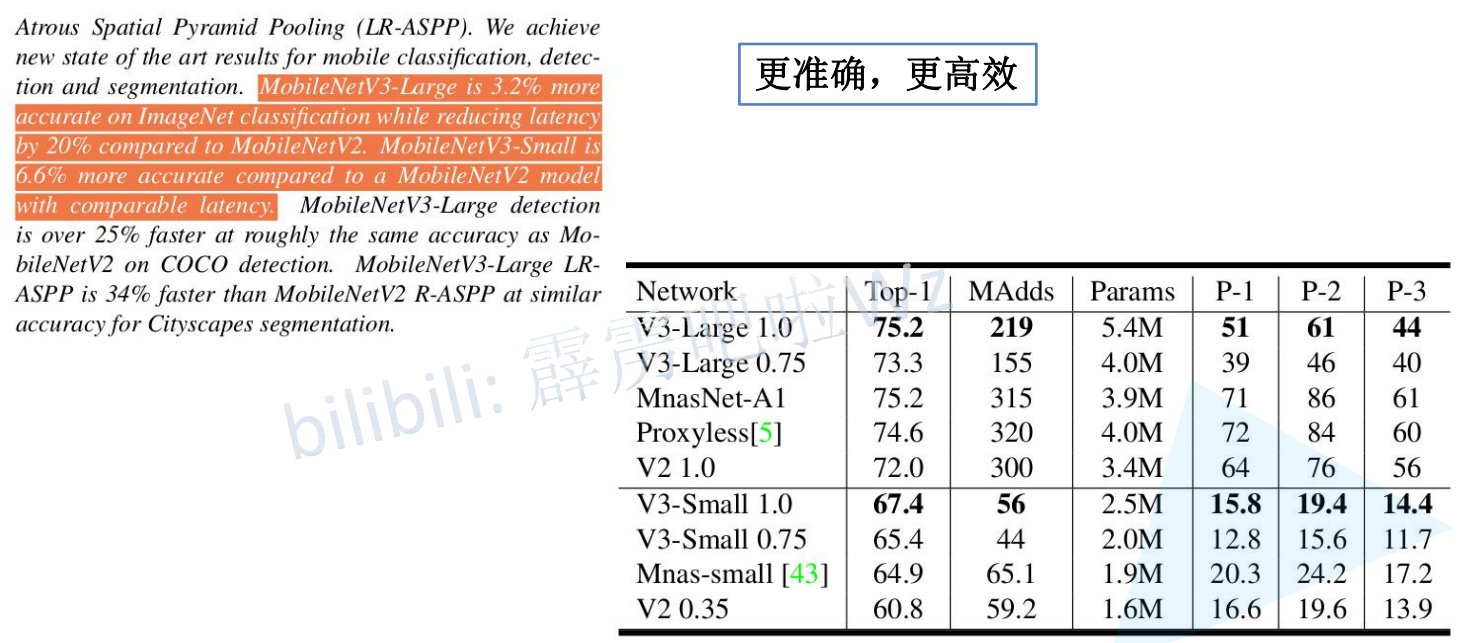 Atrous Spatial Pyramid Pooling (LR-ASPP). We achieve
new state of the art results for mobile classification, detec-
tion and segmentation. MobileNetV3-Large is 3.2% more
accurate on ImageNet classification while reducing latency
by 20% compared to MobileNetV2. MobileNetV3-Small is
6.6% more accurate compared to a MobileNetV2 model
with comparable latency. MobileNetV3-Large detection
is over 25% faster at roughly the same accuracy as Mo-
bileNetV2 on COCO detection. MobileNetV3-Large LR-
ASPP is 34% faster than MobileNetV2 R-ASPP at similar
accuracy for Cityscapes segmentation.
更准确，更高效
Network Top-1 MAdds Params P-1 P-2 P-3
V3-Large 1.0 75.2 219 5.4M 51 61 44
V3-Large 0.75 73.3 155 4.0M 39 46 40
MnasNet-A1 75.2 315 3.9M 71 86 61
Proxyless[5] 74.6 320 4.0M 72 84 60
V2 1.0 72.0 300 3.4M 64 76 56
V3-Small 1.0 67.4 56 2.5M 15.8 19.4 14.4
V3-Small 0.75 65.4 44 2.0M 12.8 15.6 11.7
Mnas-small [43] 64.9 65.1 1.9M 20.3 24.2 17.2
V2 0.35 60.8 59.2 1.6M 16.6 19.6 13.9
bilibili: 霹雳吧啦Wz